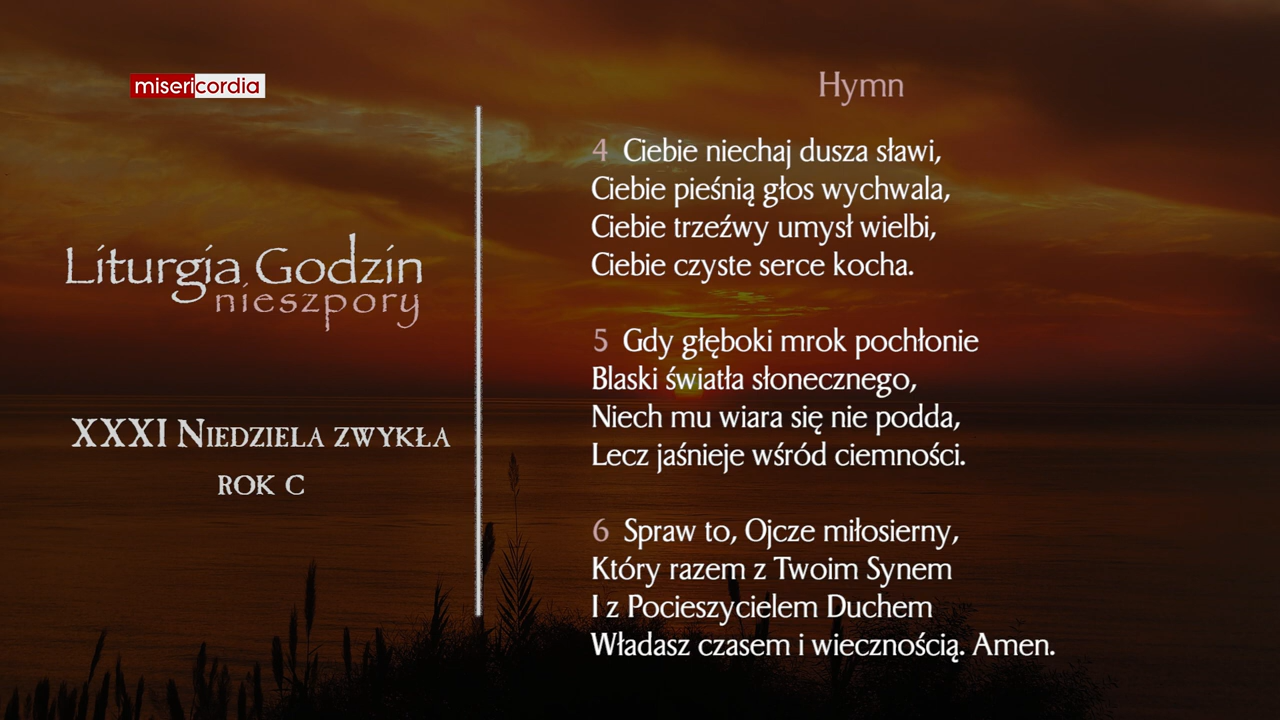 misericordia
Liturgia Godzin
nieszpory
XXXI Niedziela zwykła
rok C
Hymn
4 Ciebie niechaj dusza sławi,
Ciebie pieśnią głos wychwala,
Ciebie trzeźwy umysł wielbi,
Ciebie czyste serce kocha.
5 Gdy głęboki mrok pochłonie
Blaski światła słonecznego,
Niech mu wiara się nie podda,
Lecz jaśnieje wśród ciemności.
6 Spraw to, Ojcze miłosierny,
Który razem z Twoim Synem
I z Pocieszycielem Duchem
Władasz czasem i wiecznością. Amen.